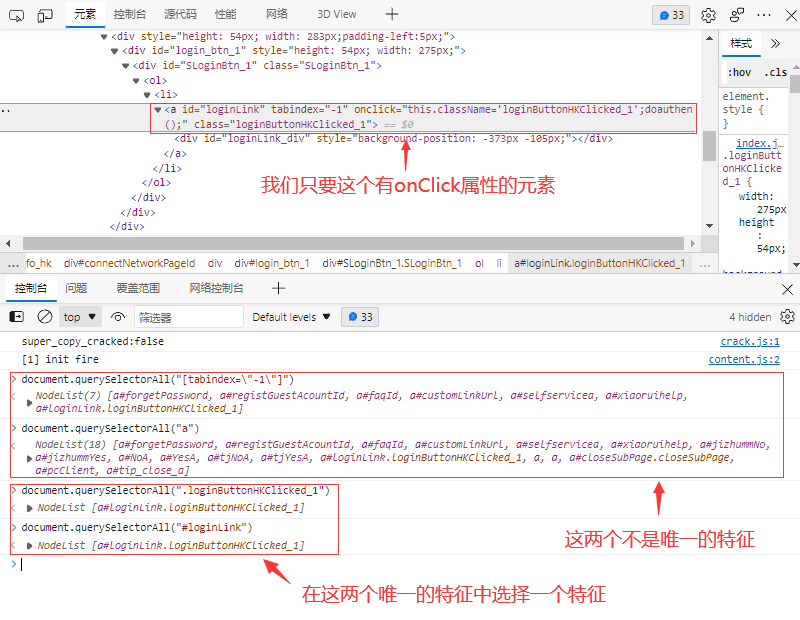 元素 控制台 源代码 性能 网络 3D View 33
<div style="height: 54px; width: 283px;padding-left:5px;">
<div id="login_btn_1" style="height: 54px; width: 275px;">
<div id="SLoginBtn_1" class="SLoginBtn_1">
<ol>
<li>
<a id="loginLink" tabindex="-1" onclick="this.className='loginButtonHKClicked_1';doauthen
();" class="loginButtonHKClicked_1"> == $0
<div id="loginLink_div" style="background-position: -373px -105px;"></div>
</a>
</li>
</ol>
</div>
</div>
</div>
我们只要这个有onClick属性的元素
样式
:hov .cls
element.
style {
}
index.j…
.loginButt
onHKClicke
d_1 {
width:
275px
height
:
54px;
... fo_hk div#connectNetworkPageId div div#login_btn_1 div#SLoginBtn_1.SLoginBtn_1 ol li a#loginLink.loginButtonHKClicked_1 ...
控制台 问题 覆盖范围 网络控制台
top 筛选器 Default levels 33 4 hidden
super_copy_cracked:false crack.js:1
[1] init fire content.js:2
document.querySelectorAll("[tabindex=\"-1\"]")
NodeList(7) [a#forgetPassword, a#registGuestAcountId, a#faqId, a#customLinkUrl, a#selfservicea, a#xiaoruihelp,
a#loginLink.LoginButtonHKClicked_1]
document.querySelectorAll("a")
NodeList(18) [a#forgetPassword, a#registGuestAcountId, a#faqId, a#customLinkUrl, a#selfservicea, a#xiaoruihelp, a#jizhummNo,
a#jizhummYes, a#NoA, a#YesA, a#tjNoA, a#tjYesA, a#loginLink.loginButtonHKClicked_1, a, a, a#closeSubPage.closeSubPage,
a#pcClient, a#tip_close_a]
document.querySelectorAll(".loginButtonHKClicked_1")
NodeList [a#loginLink.loginButtonHKClicked_1]
document.querySelectorAll("#loginLink")
NodeList [a#loginLink.loginButtonHKClicked_1]
这两个不是唯一的特征
在这两个唯一的特征中选择一个特征